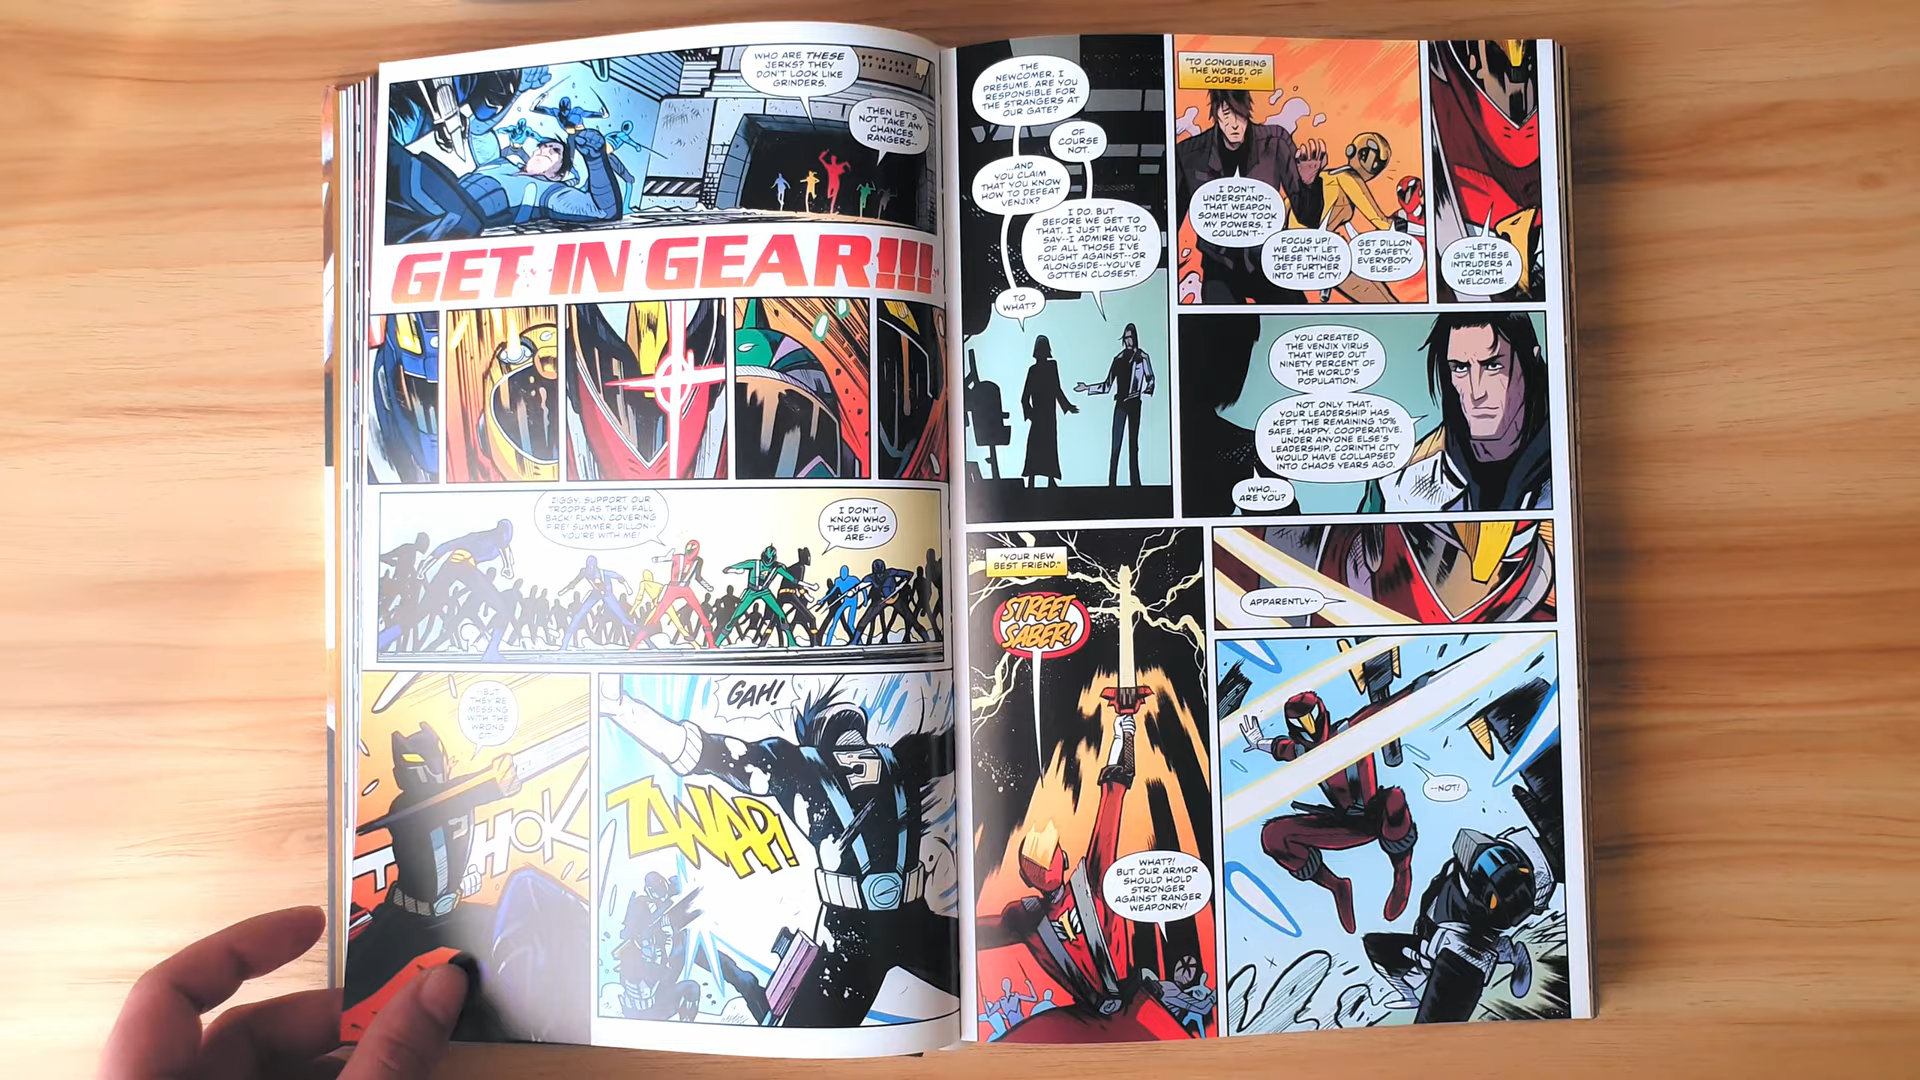 WHO ARE THESE
JERKS? THEY
DON'T LOOK LIKE
GRINDERS.
THEN LET'S
NOT TAKE ANY
CHANCES,
RANGERS--
GET IN GEAR!!!
ZIGGY, SUPPORT OUR
TROOPS AS THEY FALL
BACK! FLYNN, COVERING
FIRE! SUMMER, DILLON--
YOU'RE WITH ME!
I DON'T
KNOW WHO
THESE GUYS
ARE--
--BUT
THEY'RE
MESSING
WITH THE
WRONG
THOK
GAH!
ZWAP!
THE
NEWCOMER, I
PRESUME. ARE YOU
RESPONSIBLE FOR
THE STRANGERS AT
OUR GATE?
OF
COURSE
NOT.
...AND
YOU CLAIM
THAT YOU KNOW
HOW TO DEFEAT
VENJIX?
I DO. BUT
BEFORE WE GET TO
THAT, I JUST HAVE TO
SAY--I ADMIRE YOU.
OF ALL THOSE I'VE
FOUGHT AGAINST--OR
ALONGSIDE--YOU'VE
GOTTEN CLOSEST.
TO
WHAT?
"TO CONQUERING
THE WORLD, OF
COURSE."
I DON'T
UNDERSTAND--
THAT WEAPON
SOMEHOW TOOK
MY POWERS, I
COULDN'T--
FOCUS UP!
WE CAN'T LET
THESE THINGS
GET FURTHER
INTO THE CITY!
GET DILLON
TO SAFETY,
EVERYBODY
ELSE--
--LET'S
GIVE THESE
INTRUDERS A
CORINTH
WELCOME.
YOU CREATED
THE VENJIX VIRUS
THAT WIPED OUT
NINETY PERCENT OF
THE WORLD'S
POPULATION.
NOT ONLY THAT,
YOUR LEADERSHIP HAS
KEPT THE REMAINING 10%
SAFE. HAPPY. COOPERATIVE.
UNDER ANYONE ELSE'S
LEADERSHIP, CORINTH CITY
WOULD HAVE COLLAPSED
INTO CHAOS YEARS AGO.
WHO...
ARE YOU?
"YOUR NEW
BEST FRIEND."
STREET
SABER!
WHAT?!
BUT OUR ARMOR
SHOULD HOLD
STRONGER
AGAINST RANGER
WEAPONRY!
APPARENTLY--
--NOT!